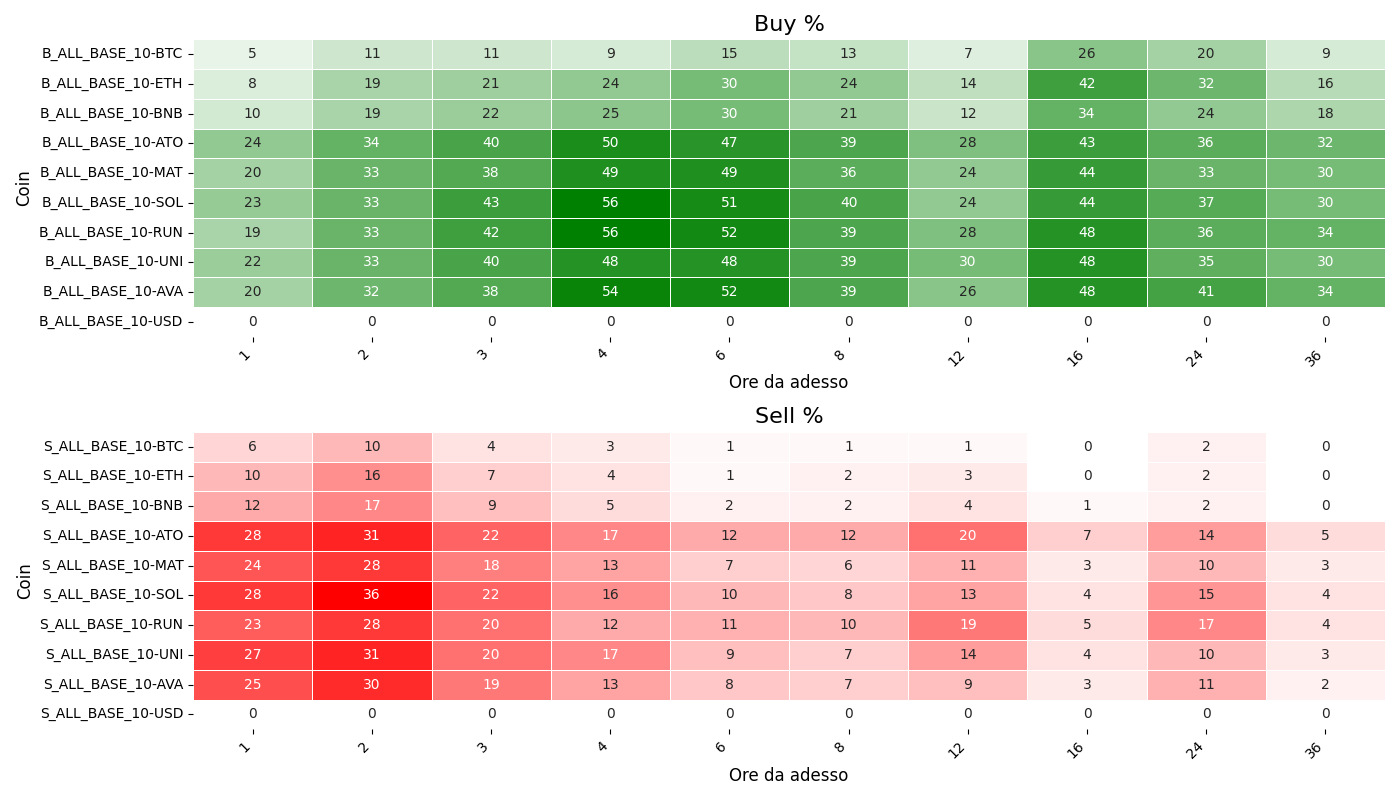 Buy %
Coin
B_ALL_BASE_10-BTC 5 11 11 9 15 13 7 26 20 9
B_ALL_BASE_10-ETH 8 19 21 24 30 24 14 42 32 16
B_ALL_BASE_10-BNB 10 19 22 25 30 21 12 34 24 18
B_ALL_BASE_10-ATO 24 34 40 50 47 39 28 43 36 32
B_ALL_BASE_10-MAT 20 33 38 49 49 36 24 44 33 30
B_ALL_BASE_10-SOL 23 33 43 56 51 40 24 44 37 30
B_ALL_BASE_10-RUN 19 33 42 56 52 39 28 48 36 34
B_ALL_BASE_10-UNI 22 33 40 48 48 39 30 48 35 30
B_ALL_BASE_10-AVA 20 32 38 54 52 39 26 48 41 34
B_ALL_BASE_10-USD 0 0 0 0 0 0 0 0 0 0
1 2 3 4 6 8 12 16 24 36
Ore da adesso
Sell %
Coin
S_ALL_BASE_10-BTC 6 10 4 3 1 1 1 0 2 0
S_ALL_BASE_10-ETH 10 16 7 4 1 2 3 0 2 0
S_ALL_BASE_10-BNB 12 17 9 5 2 2 4 1 2 0
S_ALL_BASE_10-ATO 28 31 22 17 12 12 20 7 14 5
S_ALL_BASE_10-MAT 24 28 18 13 7 6 11 3 10 3
S_ALL_BASE_10-SOL 28 36 22 16 10 8 13 4 15 4
S_ALL_BASE_10-RUN 23 28 20 12 11 10 19 5 17 4
S_ALL_BASE_10-UNI 27 31 20 17 9 7 14 4 10 3
S_ALL_BASE_10-AVA 25 30 19 13 8 7 9 3 11 2
S_ALL_BASE_10-USD 0 0 0 0 0 0 0 0 0 0
1 2 3 4 6 8 12 16 24 36
Ore da adesso